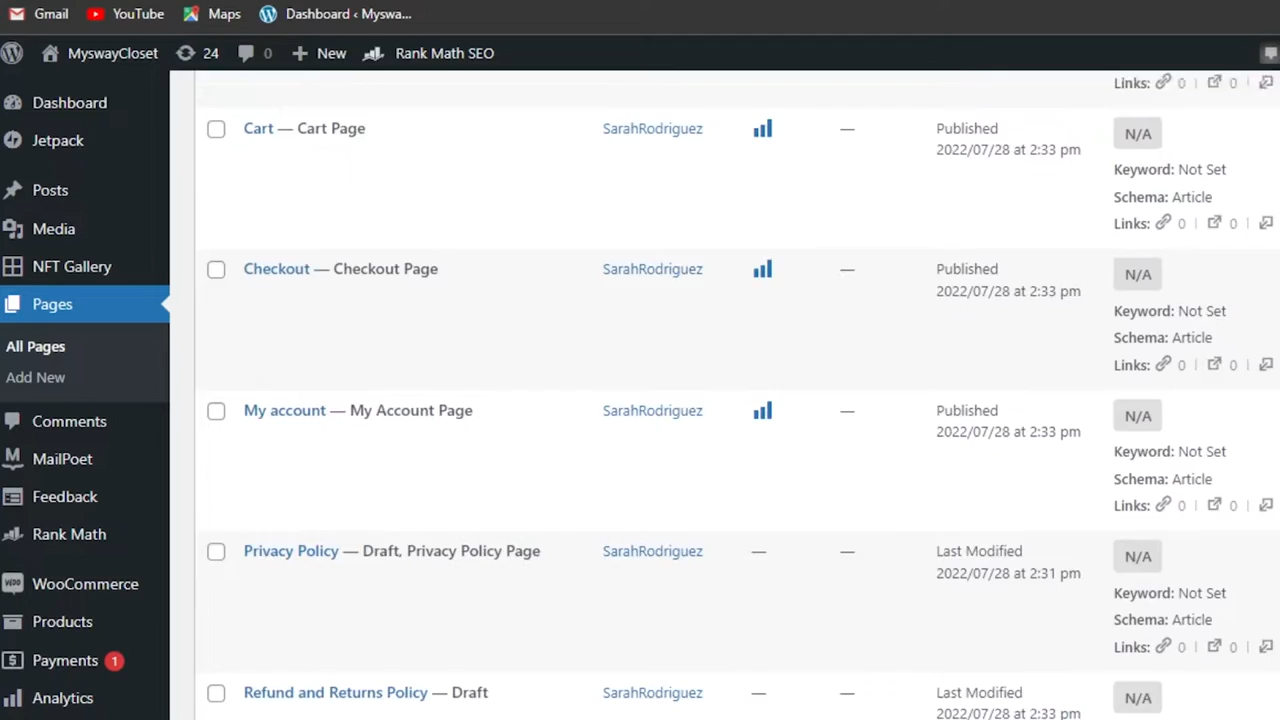 Gmail YouTube Maps Dashboard ‹ Myswa...
MyswayCloset 24 0 New Rank Math SEO
Dashboard
Jetpack
Posts
Media
NFT Gallery
Pages
All Pages
Add New
Comments
MailPoet
Feedback
Rank Math
WooCommerce
Products
Payments 1
Analytics
Links: 0 | 0 |
Cart — Cart Page SarahRodriguez — Published N/A
2022/07/28 at 2:33 pm
Keyword: Not Set
Schema: Article
Links: 0 | 0 |
Checkout — Checkout Page SarahRodriguez — Published N/A
2022/07/28 at 2:33 pm
Keyword: Not Set
Schema: Article
Links: 0 | 0 |
My account — My Account Page SarahRodriguez — Published N/A
2022/07/28 at 2:33 pm
Keyword: Not Set
Schema: Article
Links: 0 | 0 |
Privacy Policy — Draft, Privacy Policy Page SarahRodriguez — — Last Modified N/A
2022/07/28 at 2:31 pm
Keyword: Not Set
Schema: Article
Links: 0 | 0 |
Refund and Returns Policy — Draft SarahRodriguez — — Last Modified N/A
2022/07/28 at 2:33 pm